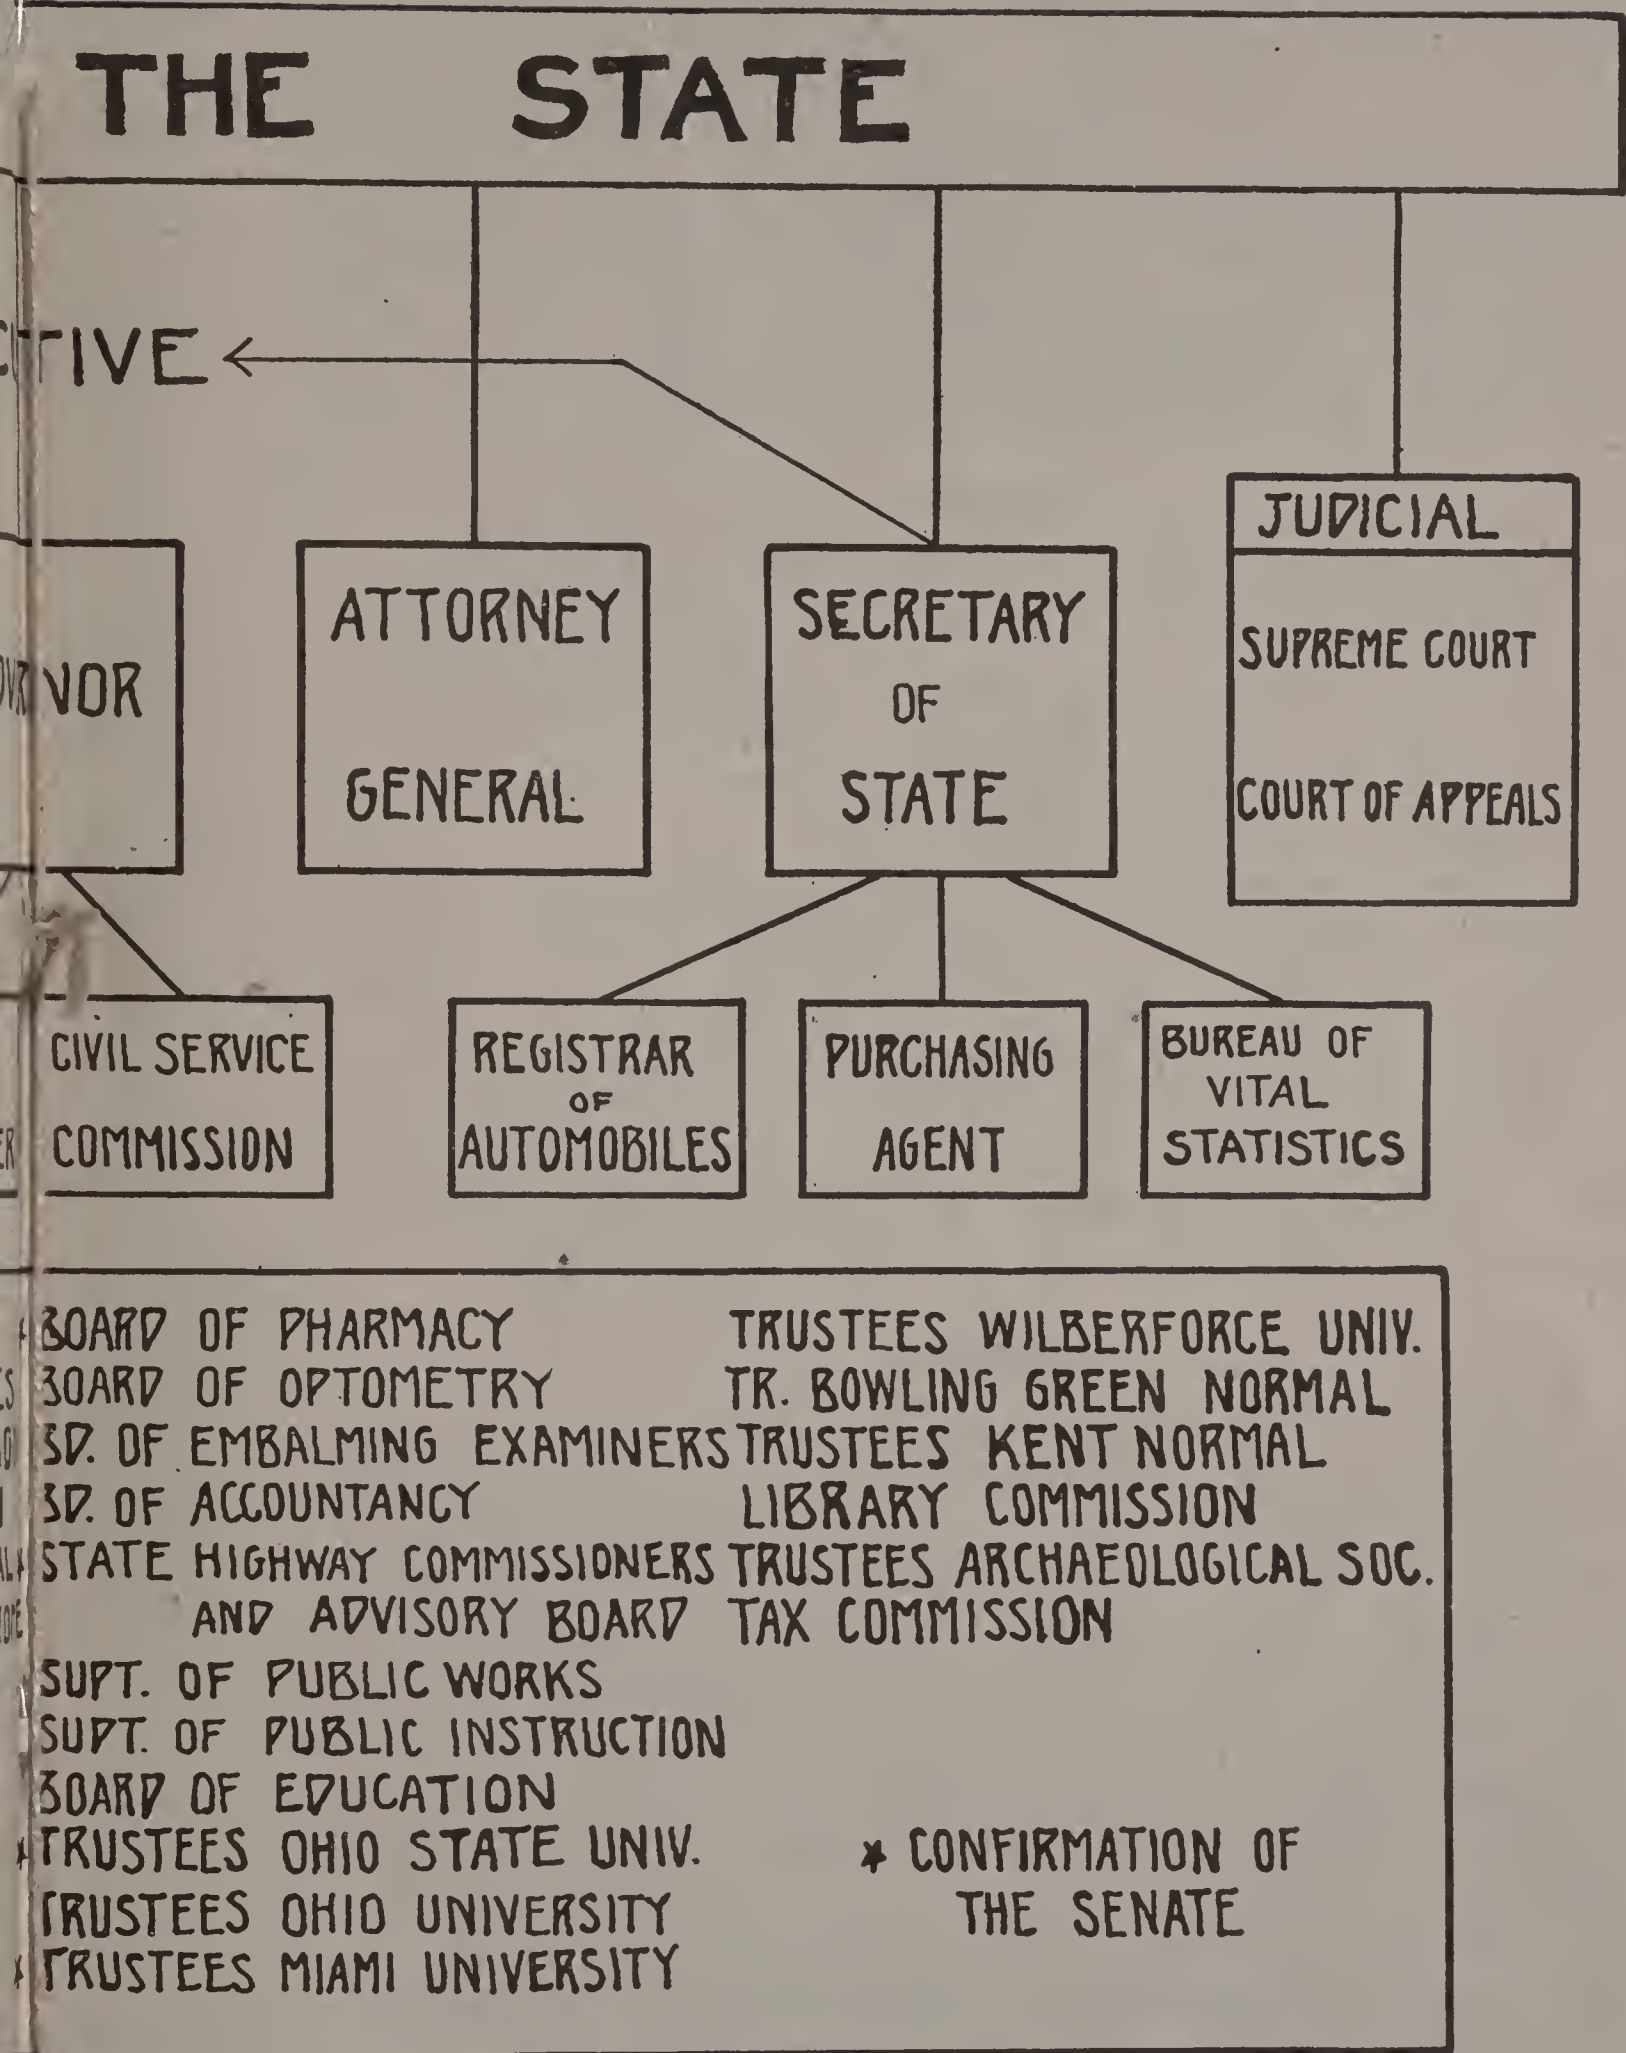 THE STATE
TIVE
NOR
ATTORNEY
GENERAL
SECRETARY
OF
STATE
JUDICIAL
SUPREME COURT
COURT OF APPEALS
CIVIL SERVICE
COMMISSION
REGISTRAR
OF
AUTOMOBILES
PURCHASING
AGENT
BUREAU OF
VITAL
STATISTICS
BOARD OF PHARMACY
BOARD OF OPTOMETRY
BD. OF EMBALMING EXAMINERS
BD. OF ACCOUNTANCY
STATE HIGHWAY COMMISSIONERS
AND ADVISORY BOARD
SUPT. OF PUBLIC WORKS
SUPT. OF PUBLIC INSTRUCTION
BOARD OF EDUCATION
* TRUSTEES OHIO STATE UNIV.
TRUSTEES OHIO UNIVERSITY
* TRUSTEES MIAMI UNIVERSITY
TRUSTEES WILBERFORCE UNIV.
TR. BOWLING GREEN NORMAL
TRUSTEES KENT NORMAL
LIBRARY COMMISSION
TRUSTEES ARCHAEOLOGICAL SOC.
TAX COMMISSION
* CONFIRMATION OF
THE SENATE